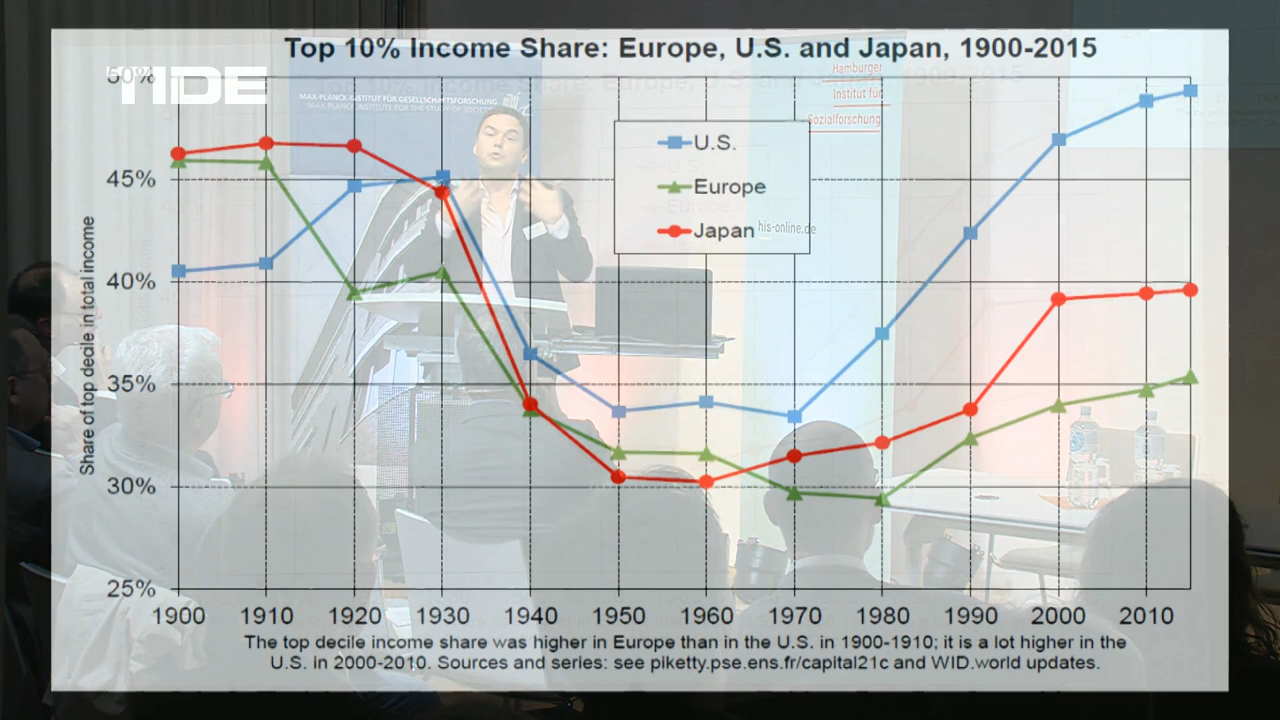 Top 10% Income Share: Europe, U.S. and Japan, 1900-2015
TIDE
50%
45%
40%
35%
30%
25%
Share of top decile in total income
MAX-PLANCK-INSTITUT FÜR GESELLSCHAFTSFORSCHUNG
MAX PLANCK INSTITUTE FOR THE STUDY OF SOCIETIES
Hamburger
Institut für
Sozialforschung
U.S.
Europe
Japan
his-online.de
1900 1910 1920 1930 1940 1950 1960 1970 1980 1990 2000 2010
The top decile income share was higher in Europe than in the U.S. in 1900-1910; it is a lot higher in the
U.S. in 2000-2010. Sources and series: see piketty.pse.ens.fr/capital21c and WID.world updates.